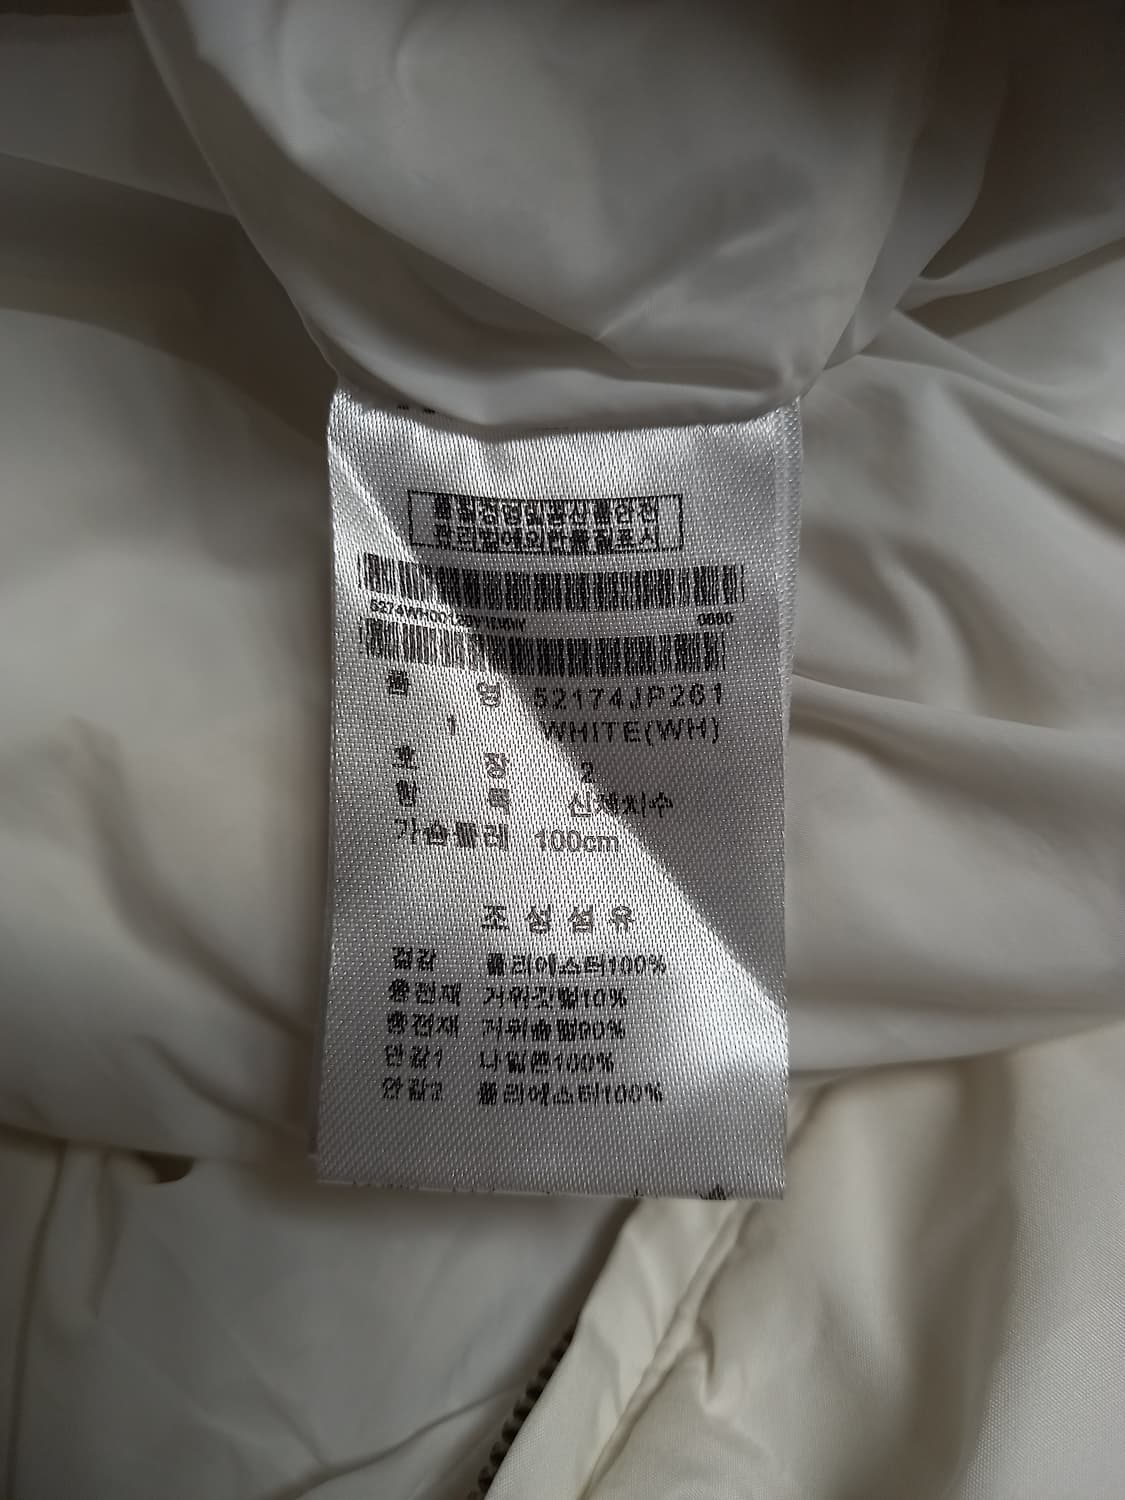 품질경영및공산품안전
관리법에의한품질표시
0680
품 명 52174JP261
1 WHITE(WH)
호 칭 2
항 목 신체치수
가슴둘레 100cm
조성섬유
겉감 폴리에스터100%
충전재 거위깃털10%
충전재 거위솜털90%
안감1 나일론100%
안감2 폴리에스터100%